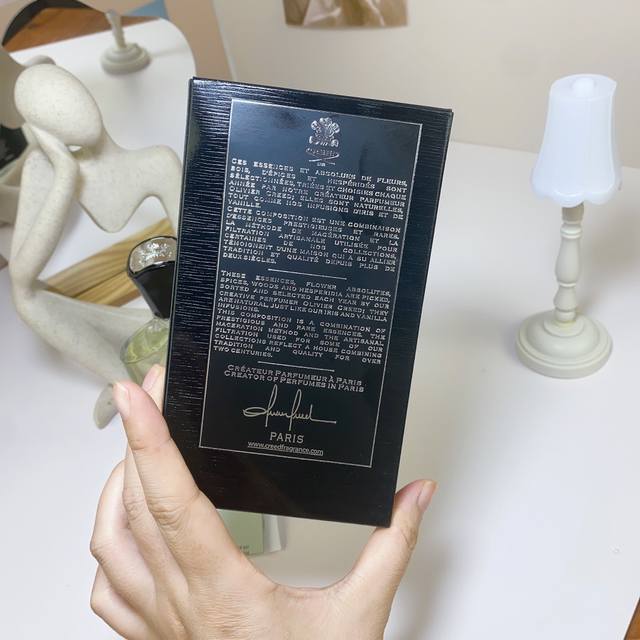 CREED
CES ESSENCES ET ABSOLUES DE FLEURS,
BOIS, D'ÉPICES ET HESPÉRIDÉS SONT
SÉLECTIONNÉES, TRIÉES ET CHOISIES CHAQUE
ANNÉE PAR NOTRE CRÉATEUR PARFUMEUR
OLIVIER CREED; ELLES SONT NATURELLES,
TOUT COMME NOS INFUSIONS D'IRIS ET DE
VANILLE.
CETTE COMPOSITION EST UNE COMBINAISON
D'ESSENCES PRESTIGIEUSES ET RARES.
LA MÉTHODE DE MACÉRATION ET LA
FILTRATION ARTISANALE UTILISÉS POUR
CERTAINES DE NOS COLLECTIONS,
TÉMOIGNENT D'UNE MAISON QUI A SU ALLIER
TRADITION ET QUALITÉ DEPUIS PLUS DE
DEUX SIÈCLES.
THESE ESSENCES, FLOWER ABSOLUTES,
SPICES, WOODS AND HESPERIDIA ARE PICKED,
SORTED AND SELECTED EACH YEAR BY OUR
CREATIVE PERFUMER OLIVIER CREED; THEY
ARE NATURAL, JUST LIKE OUR IRIS AND VANILLA
INFUSIONS.
THIS COMPOSITION IS A COMBINATION OF
PRESTIGIOUS AND RARE ESSENCES. THE
MACERATION METHOD AND THE ARTISANAL
FILTRATION USED FOR SOME OF OUR
COLLECTIONS REFLECT A HOUSE COMBINING
TRADITION AND QUALITY FOR OVER
TWO CENTURIES.
CRÉATEUR PARFUMEUR À PARIS
CREATOR OF PERFUMES IN PARIS
PARIS
www.creedfragrance.com